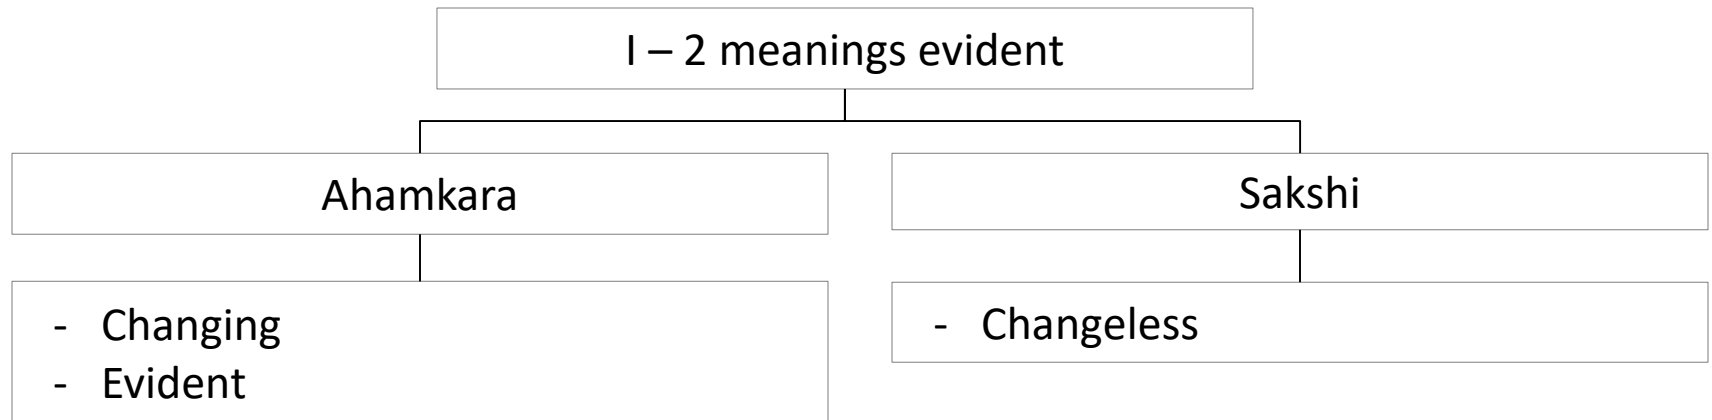 I – 2 meanings evident
Ahamkara
Sakshi
- Changing
- Evident
- Changeless